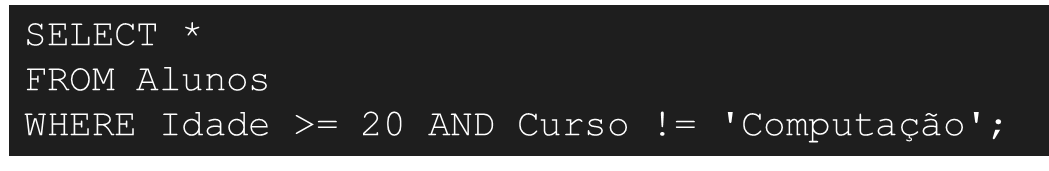 SELECT *
FROM Alunos
WHERE Idade >= 20 AND Curso != 'Computação';